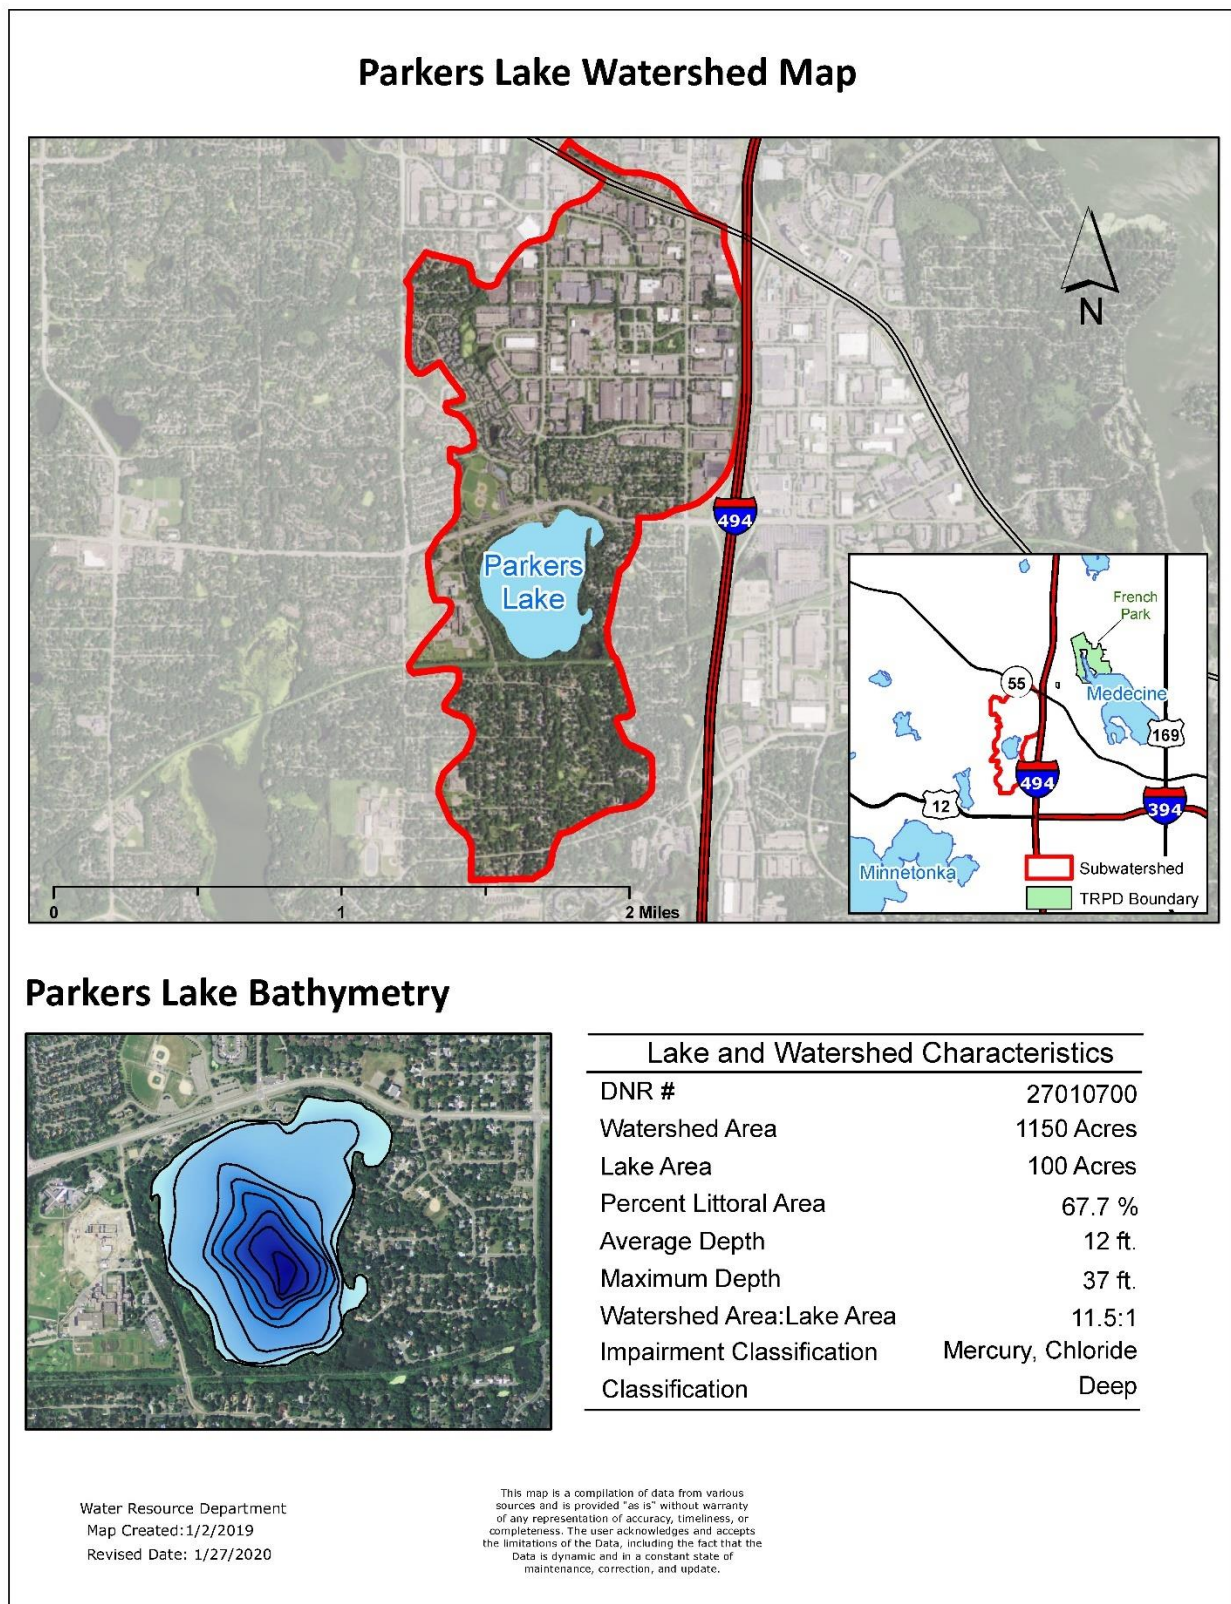 Parkers Lake Watershed Map
N
494
Parkers
Lake
0
1
2 Miles
French
Park
55
Medecine
169
494
12
394
Minnetonka
Subwatershed
TRPD Boundary
Parkers Lake Bathymetry
Lake and Watershed Characteristics
DNR # 27010700
Watershed Area 1150 Acres
Lake Area 100 Acres
Percent Littoral Area 67.7 %
Average Depth 12 ft.
Maximum Depth 37 ft.
Watershed Area:Lake Area 11.5:1
Impairment Classification Mercury, Chloride
Classification Deep
Water Resource Department
Map Created:1/2/2019
Revised Date: 1/27/2020
This map is a compilation of data from various
sources and is provided "as is" without warranty
of any representation of accuracy, timeliness, or
completeness. The user acknowledges and accepts
the limitations of the Data, including the fact that the
Data is dynamic and in a constant state of
maintenance, correction, and update.